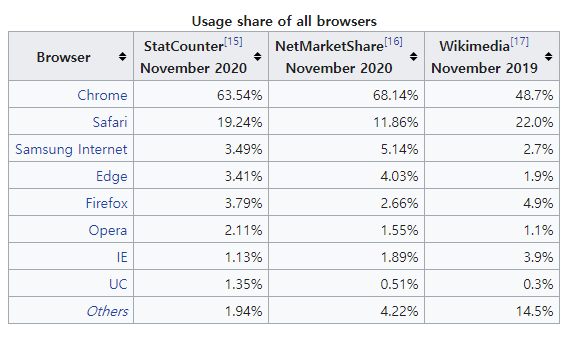 Usage share of all browsers
Browser StatCounter[15] November 2020 NetMarketShare[16] November 2020 Wikimedia[17] November 2019
Chrome 63.54% 68.14% 48.7%
Safari 19.24% 11.86% 22.0%
Samsung Internet 3.49% 5.14% 2.7%
Edge 3.41% 4.03% 1.9%
Firefox 3.79% 2.66% 4.9%
Opera 2.11% 1.55% 1.1%
IE 1.13% 1.89% 3.9%
UC 1.35% 0.51% 0.3%
Others 1.94% 4.22% 14.5%